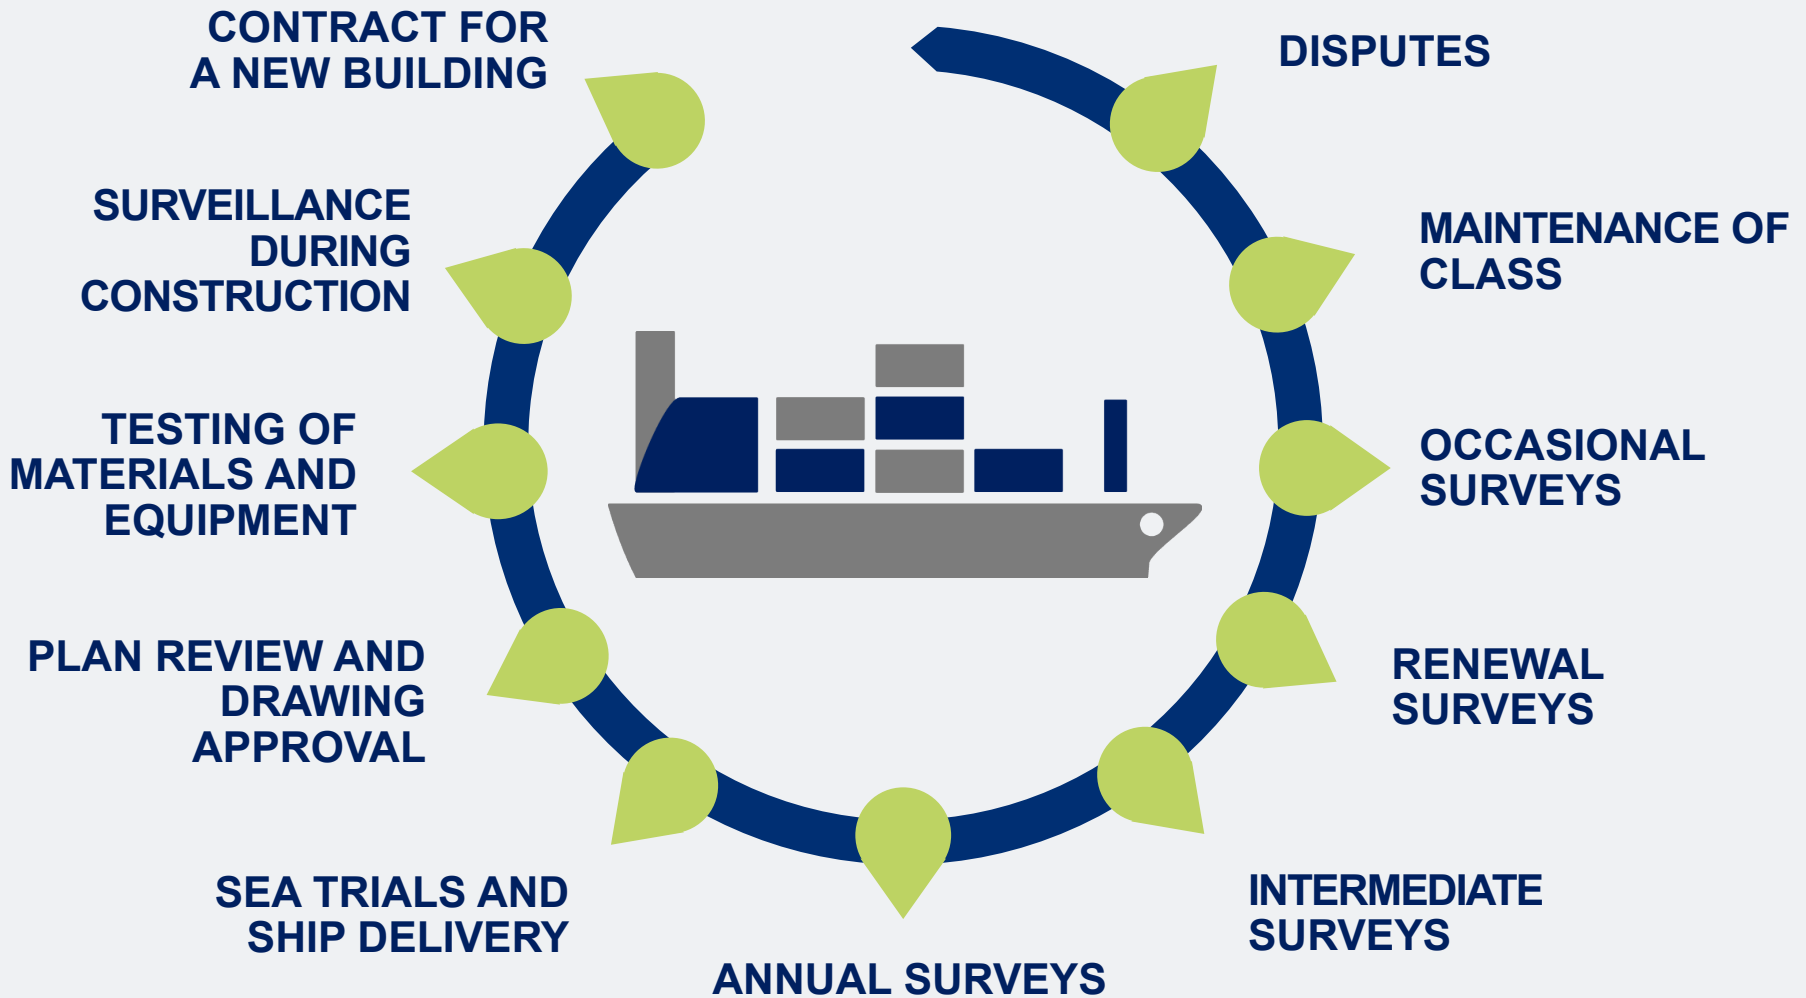 CONTRACT FOR
A NEW BUILDING
SURVEILLANCE
DURING
CONSTRUCTION
TESTING OF
MATERIALS AND
EQUIPMENT
PLAN REVIEW AND
DRAWING
APPROVAL
SEA TRIALS AND
SHIP DELIVERY
ANNUAL SURVEYS
INTERMEDIATE
SURVEYS
RENEWAL
SURVEYS
OCCASIONAL
SURVEYS
MAINTENANCE OF
CLASS
DISPUTES